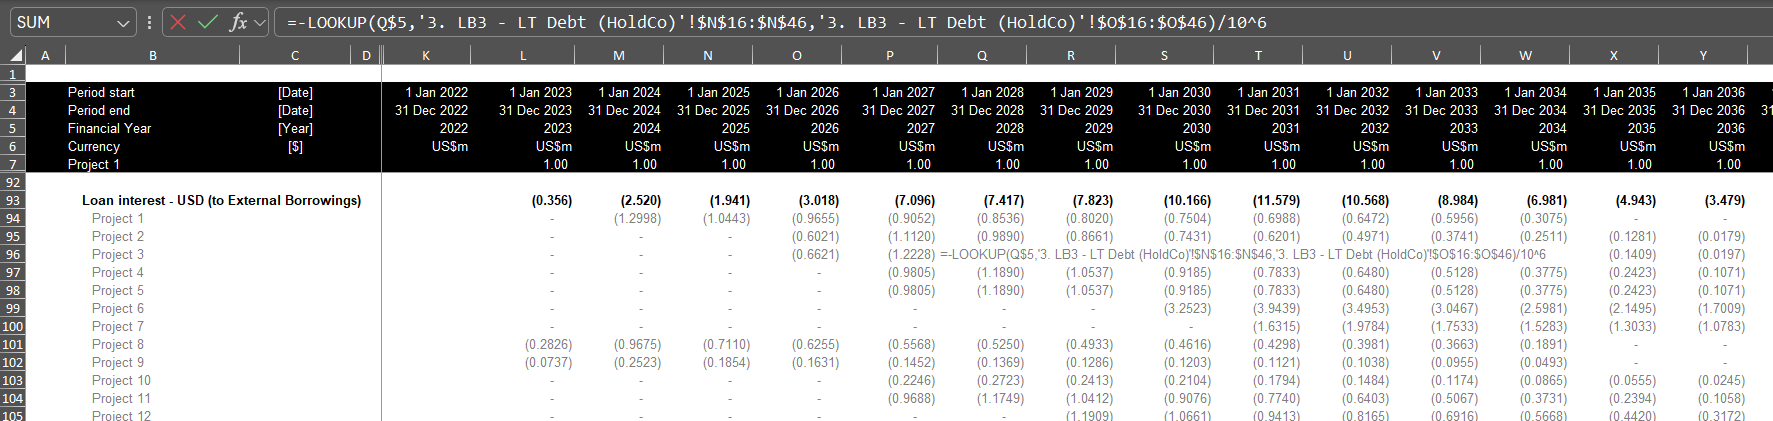 SUM fx =-LOOKUP(Q$5,'3. LB3 - LT Debt (HoldCo)'!$N$16:$N$46,'3. LB3 - LT Debt (HoldCo)'!$O$16:$O$46)/10^6
A B C D K L M N O P Q R S T U V W X Y
1
3 Period start [Date] 1 Jan 2022 1 Jan 2023 1 Jan 2024 1 Jan 2025 1 Jan 2026 1 Jan 2027 1 Jan 2028 1 Jan 2029 1 Jan 2030 1 Jan 2031 1 Jan 2032 1 Jan 2033 1 Jan 2034 1 Jan 2035 1 Jan 2036
4 Period end [Date] 31 Dec 2022 31 Dec 2023 31 Dec 2024 31 Dec 2025 31 Dec 2026 31 Dec 2027 31 Dec 2028 31 Dec 2029 31 Dec 2030 31 Dec 2031 31 Dec 2032 31 Dec 2033 31 Dec 2034 31 Dec 2035 31 Dec 2036 31
5 Financial Year [Year] 2022 2023 2024 2025 2026 2027 2028 2029 2030 2031 2032 2033 2034 2035 2036
6 Currency [$] US$m US$m US$m US$m US$m US$m US$m US$m US$m US$m US$m US$m US$m US$m US$m
7 Project 1 1.00 1.00 1.00 1.00 1.00 1.00 1.00 1.00 1.00 1.00 1.00 1.00 1.00 1.00
92
93 Loan interest - USD (to External Borrowings) (0.356) (2.520) (1.941) (3.018) (7.096) (7.417) (7.823) (10.166) (11.579) (10.568) (8.984) (6.981) (4.943) (3.479)
94 Project 1 - (1.2998) (1.0443) (0.9655) (0.9052) (0.8536) (0.8020) (0.7504) (0.6988) (0.6472) (0.5956) (0.3075) - -
95 Project 2 - - - (0.6021) (1.1120) (0.9890) (0.8661) (0.7431) (0.6201) (0.4971) (0.3741) (0.2511) (0.1281) (0.0179)
96 Project 3 - - - (0.6621) (1.2228) =-LOOKUP(Q$5,'3. LB3 - LT Debt (HoldCo)'!$N$16:$N$46,'3. LB3 - LT Debt (HoldCo)'!$O$16:$O$46)/10^6 (0.1409) (0.0197)
97 Project 4 - - - - (0.9805) (1.1890) (1.0537) (0.9185) (0.7833) (0.6480) (0.5128) (0.3775) (0.2423) (0.1071)
98 Project 5 - - - - (0.9805) (1.1890) (1.0537) (0.9185) (0.7833) (0.6480) (0.5128) (0.3775) (0.2423) (0.1071)
99 Project 6 - - - - - - - (3.2523) (3.9439) (3.4953) (3.0467) (2.5981) (2.1495) (1.7009)
100 Project 7 - - - - - - - - (1.6315) (1.9784) (1.7533) (1.5283) (1.3033) (1.0783)
101 Project 8 (0.2826) (0.9675) (0.7110) (0.6255) (0.5568) (0.5250) (0.4933) (0.4616) (0.4298) (0.3981) (0.3663) (0.1891) - -
102 Project 9 (0.0737) (0.2523) (0.1854) (0.1631) (0.1452) (0.1369) (0.1286) (0.1203) (0.1121) (0.1038) (0.0955) (0.0493) - -
103 Project 10 - - - - (0.2246) (0.2723) (0.2413) (0.2104) (0.1794) (0.1484) (0.1174) (0.0865) (0.0555) (0.0245)
104 Project 11 - - - - (0.9688) (1.1749) (1.0412) (0.9076) (0.7740) (0.6403) (0.5067) (0.3731) (0.2394) (0.1058)
105 Project 12 - - - - - - (1.1909) (1.0661) (0.9413) (0.8165) (0.6916) (0.5668) (0.4420) (0.3172)